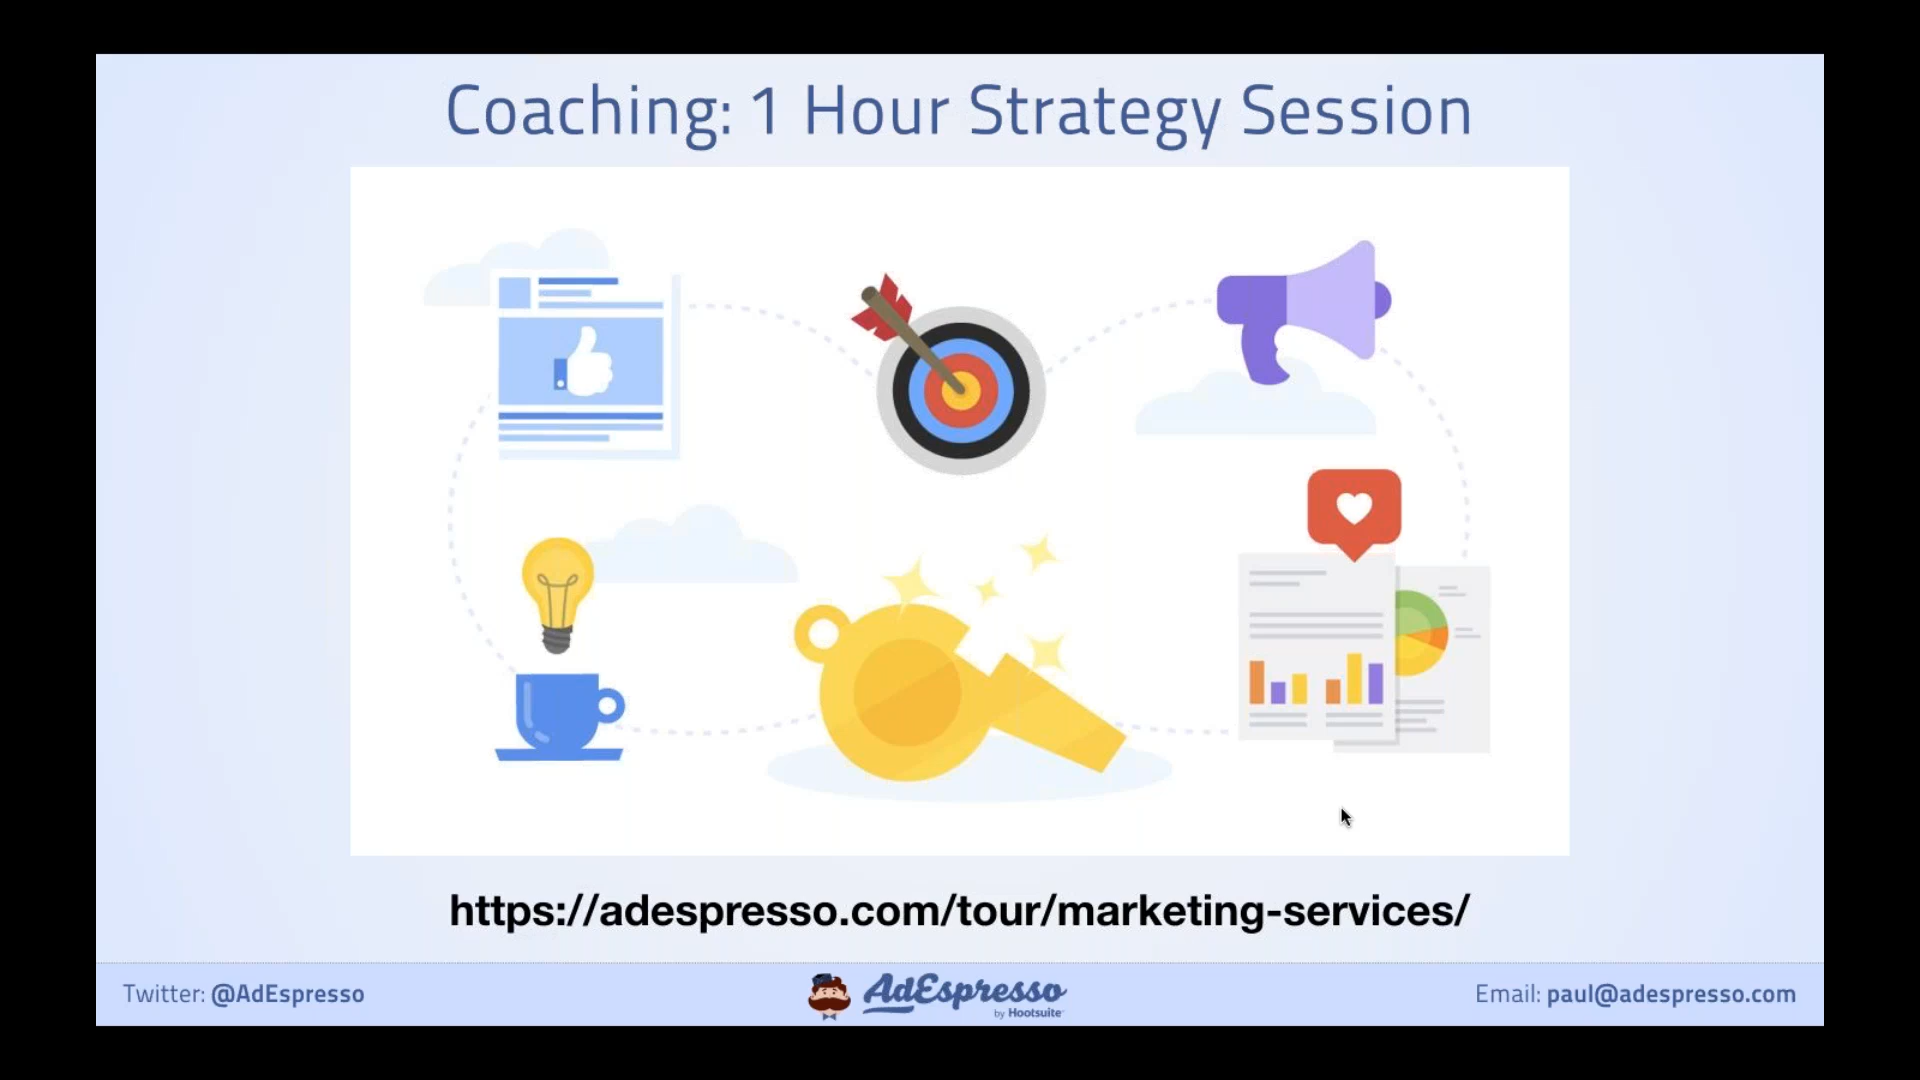 Coaching: 1 Hour Strategy Session
https://adespresso.com/tour/marketing-services/
Twitter: @AdEspresso
AdEspresso
by Hootsuite
Email: paul@adespresso.com